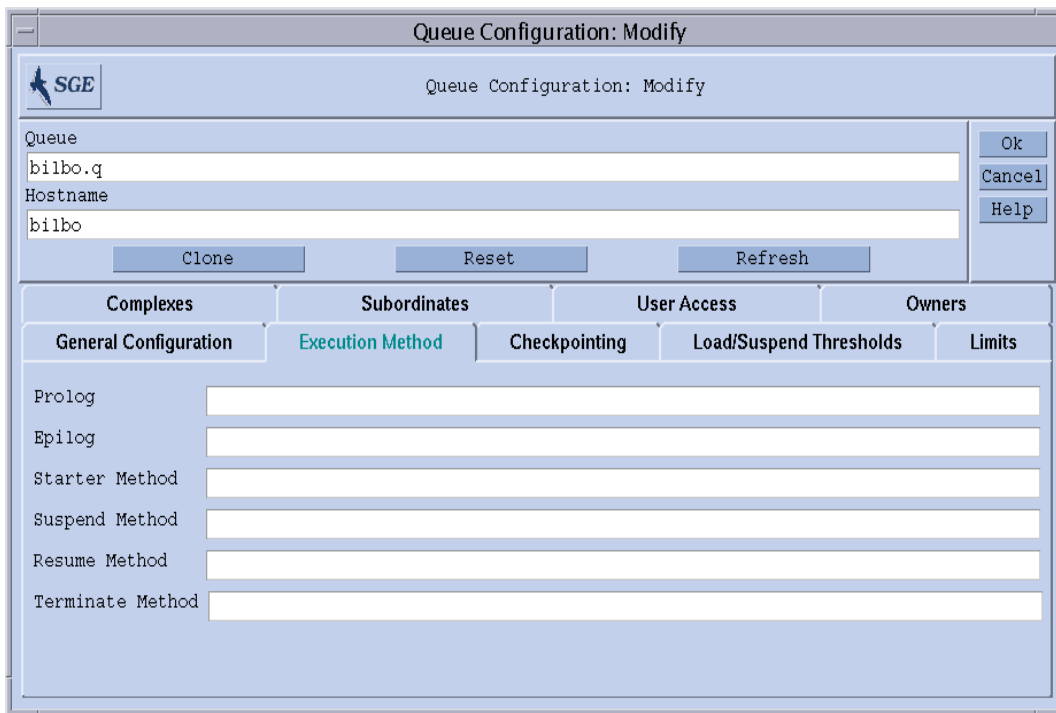 Queue Configuration: Modify
SGE
Queue Configuration: Modify
Queue
bilbo.q
Hostname
bilbo
Clone Reset Refresh
Ok
Cancel
Help
Complexes Subordinates User Access Owners
General Configuration Execution Method Checkpointing Load/Suspend Thresholds Limits
Prolog
Epilog
Starter Method
Suspend Method
Resume Method
Terminate Method